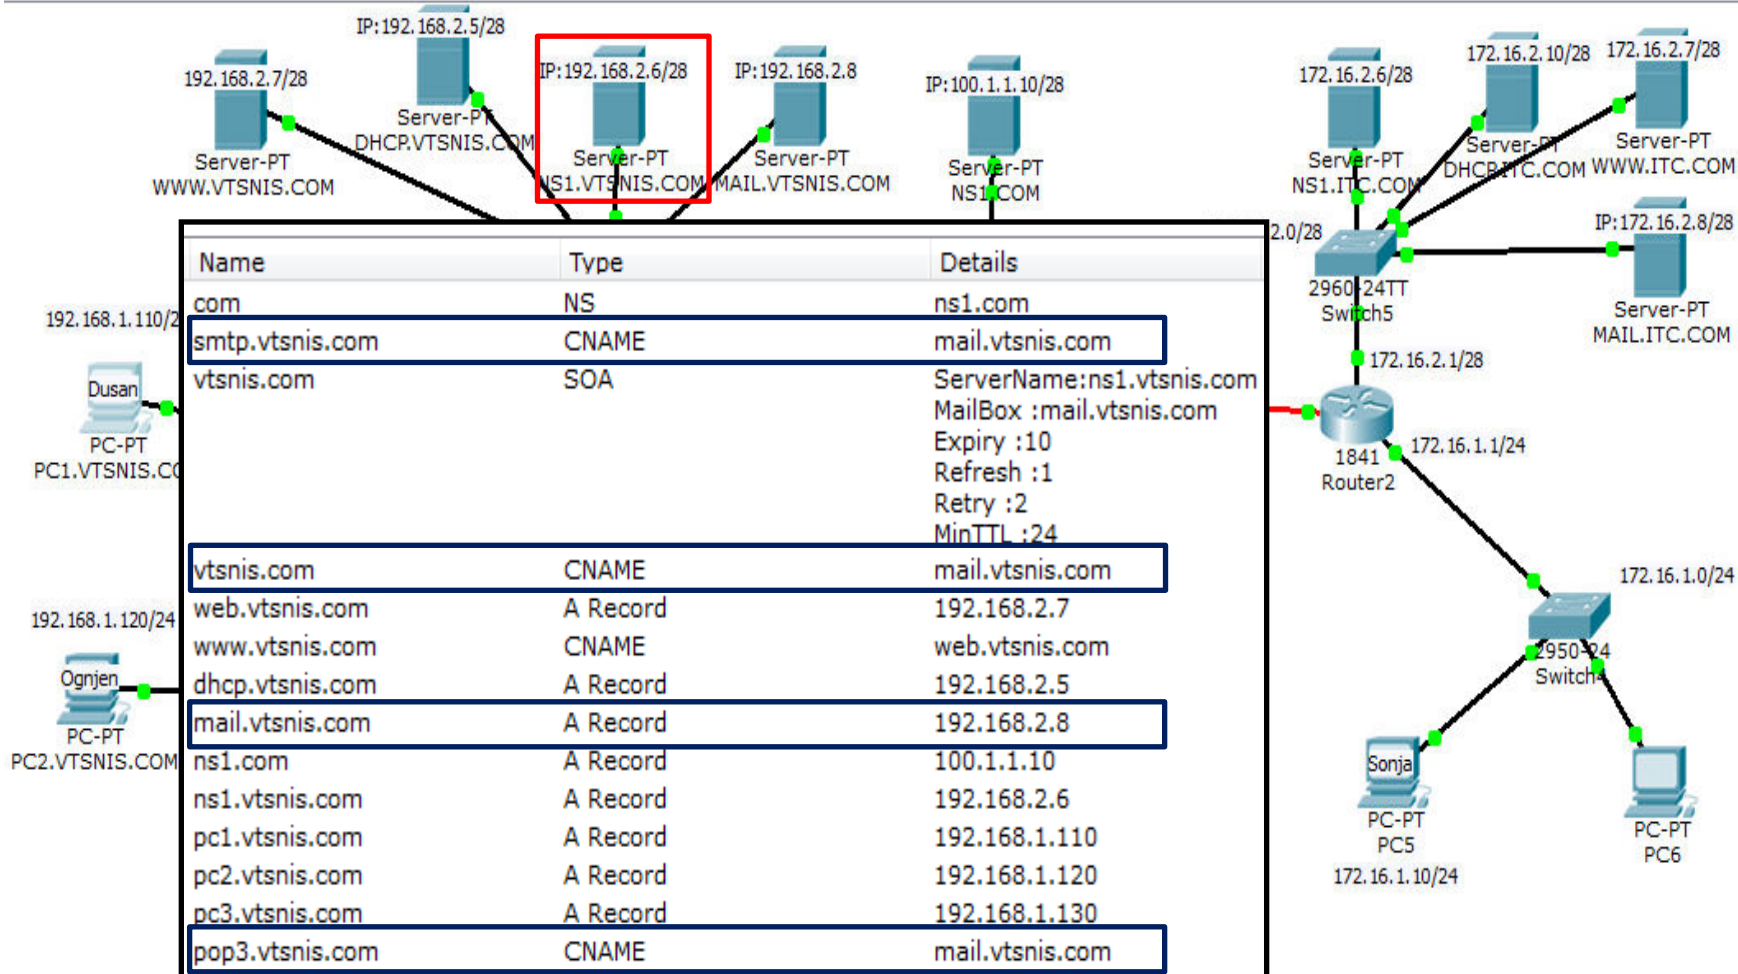 IP:192.168.2.5/28
192.168.2.7/28
IP:192.168.2.6/28
IP:192.168.2.8
IP:100.1.1.10/28
172.16.2.6/28
172.16.2.10/28
172.16.2.7/28
Server-PT
WWW.VTSNIS.COM
Server-PT
DHCP.VTSNIS.COM
Server-PT
NS1.VTSNIS.COM
Server-PT
MAIL.VTSNIS.COM
Server-PT
NS1.COM
Server-PT
NS1.ITC.COM
Server-PT
DHCP.ITC.COM
Server-PT
WWW.ITC.COM
IP:172.16.2.8/28
Server-PT
MAIL.ITC.COM
2.0/28
2960-24TT
Switch5
172.16.2.1/28
1841
Router2
172.16.1.1/24
172.16.1.0/24
2950-24
Switch4
Sonja
PC-PT
PC5
172.16.1.10/24
PC-PT
PC6
192.168.1.110/2
Dusan
PC-PT
PC1.VTSNIS.CO
192.168.1.120/24
Ognjen
PC-PT
PC2.VTSNIS.COM
Name Type Details
com NS ns1.com
smtp.vtsnis.com CNAME mail.vtsnis.com
vtsnis.com SOA ServerName:ns1.vtsnis.com
MailBox :mail.vtsnis.com
Expiry :10
Refresh :1
Retry :2
MinTTL :24
vtsnis.com CNAME mail.vtsnis.com
web.vtsnis.com A Record 192.168.2.7
www.vtsnis.com CNAME web.vtsnis.com
dhcp.vtsnis.com A Record 192.168.2.5
mail.vtsnis.com A Record 192.168.2.8
ns1.com A Record 100.1.1.10
ns1.vtsnis.com A Record 192.168.2.6
pc1.vtsnis.com A Record 192.168.1.110
pc2.vtsnis.com A Record 192.168.1.120
pc3.vtsnis.com A Record 192.168.1.130
pop3.vtsnis.com CNAME mail.vtsnis.com